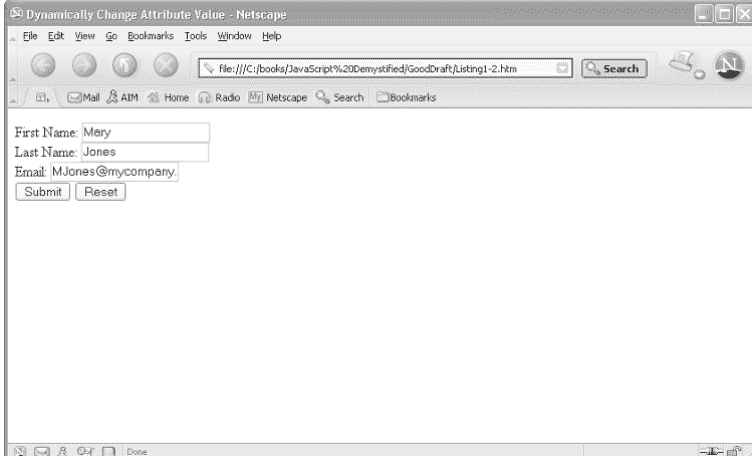 Dynamically Change Attribute Value - Netscape
File Edit View Go Bookmarks Tools Window Help
file:///C:/books/JavaScript%20Demystified/GoodDraft/Listing1-2.htm Search N
Mail AIM Home Radio My Netscape Search Bookmarks
First Name: Mary
Last Name: Jones
Email: MJones@mycompany.
Submit Reset
Done